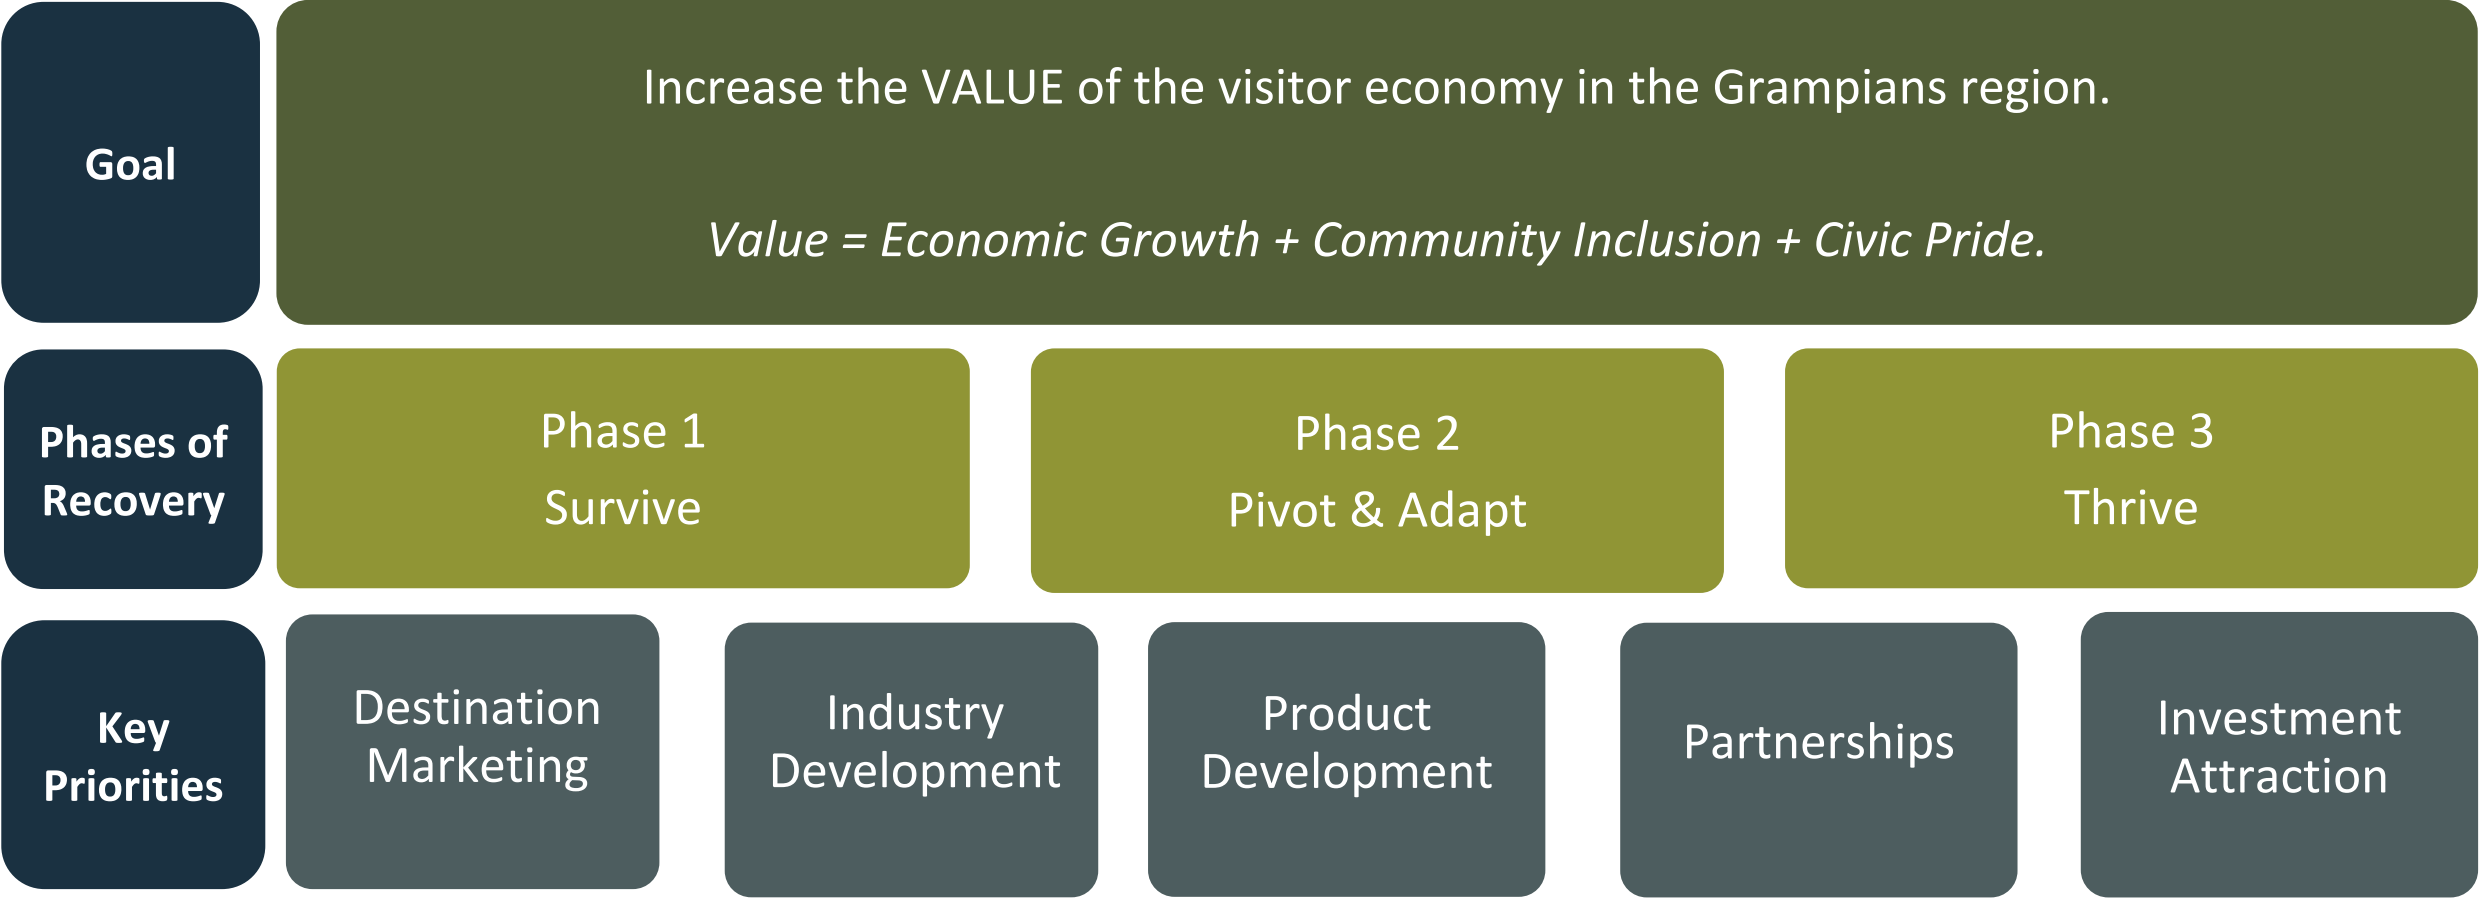 Goal
Increase the VALUE of the visitor economy in the Grampians region.
Value = Economic Growth + Community Inclusion + Civic Pride.
Phases of
Recovery
Phase 1
Survive
Phase 2
Pivot & Adapt
Phase 3
Thrive
Key
Priorities
Destination
Marketing
Industry
Development
Product
Development
Partnerships
Investment
Attraction